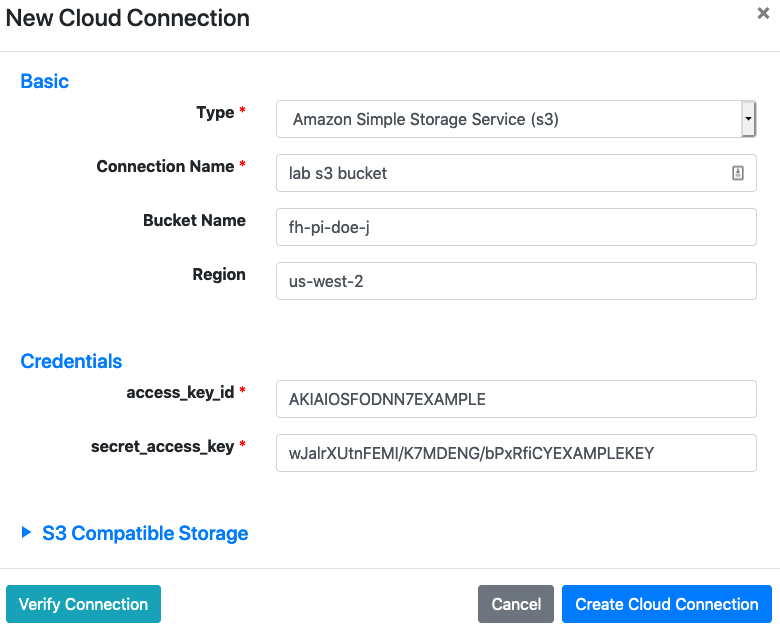 New Cloud Connection
×
Basic
Type *
Amazon Simple Storage Service (s3)
Connection Name *
lab s3 bucket
Bucket Name
fh-pi-doe-j
Region
us-west-2
Credentials
access_key_id *
AKIAIOSFODNN7EXAMPLE
secret_access_key *
wJalrXUtnFEMI/K7MDENG/bPxRfiCYEXAMPLEKEY
S3 Compatible Storage
Verify Connection
Cancel
Create Cloud Connection